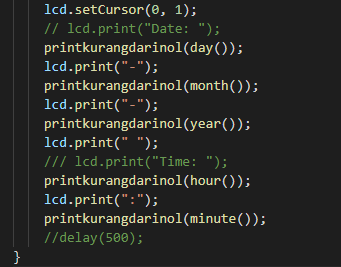 lcd.setCursor(0, 1);
// lcd.print("Date: ");
printkurangdarinol(day());
lcd.print("-");
printkurangdarinol(month());
lcd.print("-");
printkurangdarinol(year());
lcd.print(" ");
/// lcd.print("Time: ");
printkurangdarinol(hour());
lcd.print(":");
printkurangdarinol(minute());
//delay(500);
}